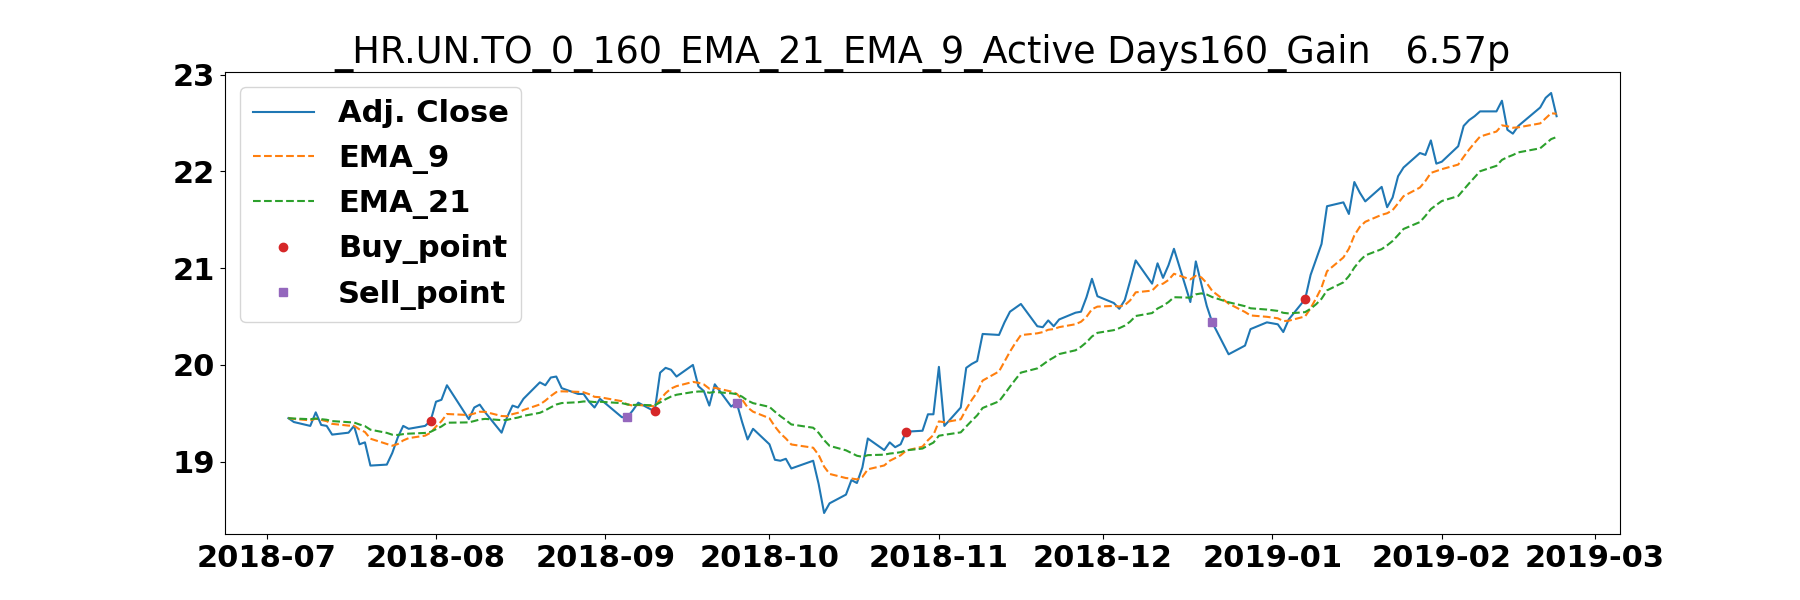 _HR.UN.TO_0_160_EMA_21_EMA_9_Active Days160_Gain   6.57p
23
22
21
20
19
Adj. Close
EMA_9
EMA_21
Buy_point
Sell_point
2018-07 2018-08 2018-09 2018-10 2018-11 2018-12 2019-01 2019-02 2019-03